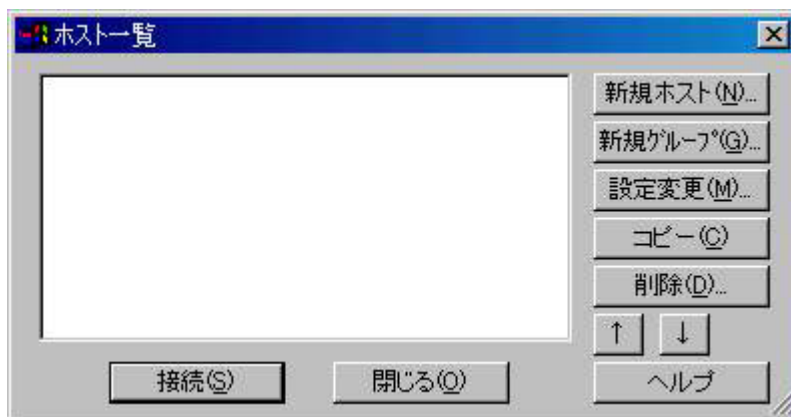 ホスト一覧
新規ホスト(N)...
新規ｸﾞﾙｰﾌﾟ(G)...
設定変更(M)...
コピー(C)
削除(D)...
↑ ↓
接続(S) 閉じる(O) ヘルプ